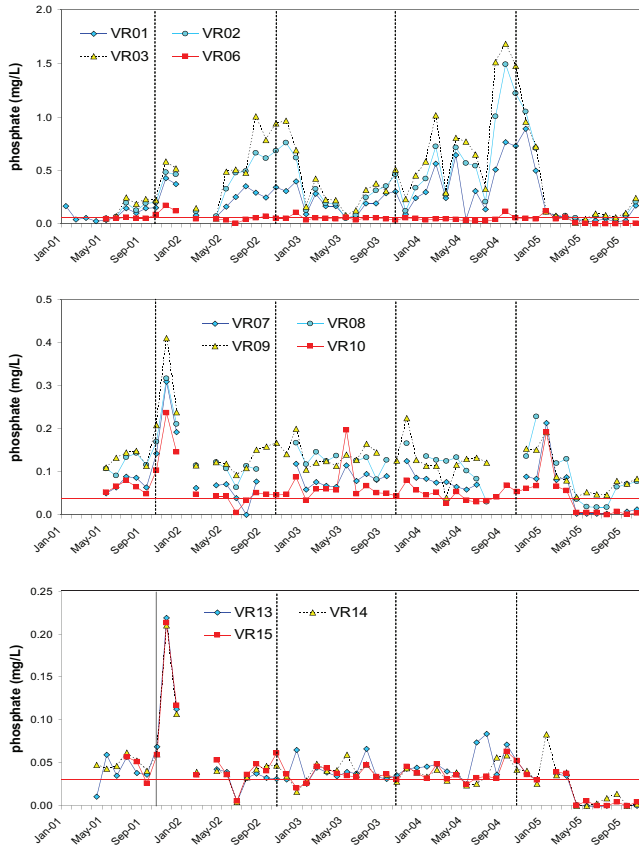 2.0
1.5
1.0
0.5
0.0
phosphate (mg/L)
VR01
VR02
VR03
VR06
Jan-01
May-01
Sep-01
Jan-02
May-02
Sep-02
Jan-03
May-03
Sep-03
Jan-04
May-04
Sep-04
Jan-05
May-05
Sep-05
0.5
0.4
0.3
0.2
0.1
0.0
phosphate (mg/L)
VR07
VR08
VR09
VR10
Jan-01
May-01
Sep-01
Jan-02
May-02
Sep-02
Jan-03
May-03
Sep-03
Jan-04
May-04
Sep-04
Jan-05
May-05
Sep-05
0.25
0.20
0.15
0.10
0.05
0.00
phosphate (mg/L)
VR13
VR14
VR15
Jan-01
May-01
Sep-01
Jan-02
May-02
Sep-02
Jan-03
May-03
Sep-03
Jan-04
May-04
Sep-04
Jan-05
May-05
Sep-05